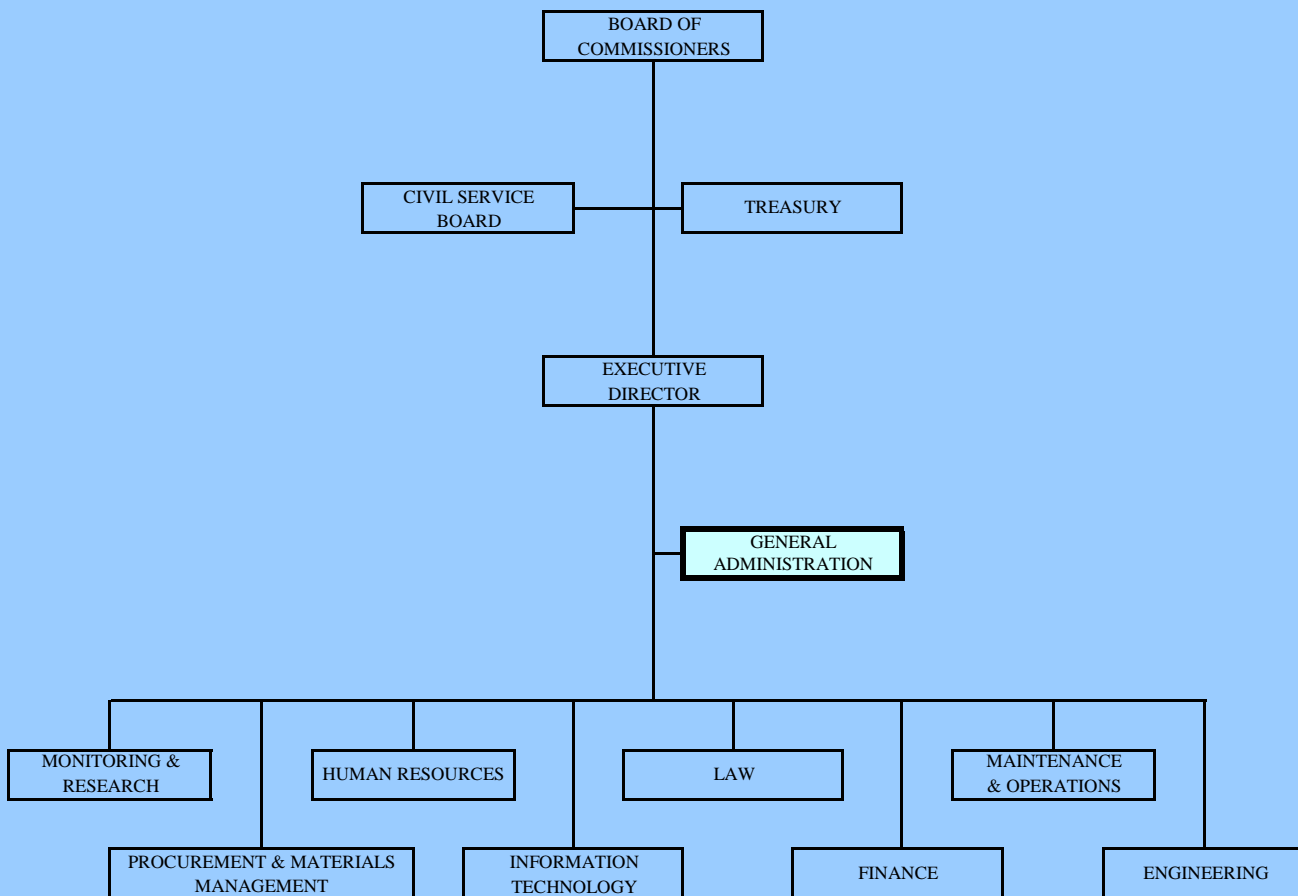 BOARD OF
COMMISSIONERS
CIVIL SERVICE
BOARD
TREASURY
EXECUTIVE
DIRECTOR
GENERAL
ADMINISTRATION
MONITORING &
RESEARCH
HUMAN RESOURCES
LAW
MAINTENANCE
& OPERATIONS
PROCUREMENT & MATERIALS
MANAGEMENT
INFORMATION
TECHNOLOGY
FINANCE
ENGINEERING